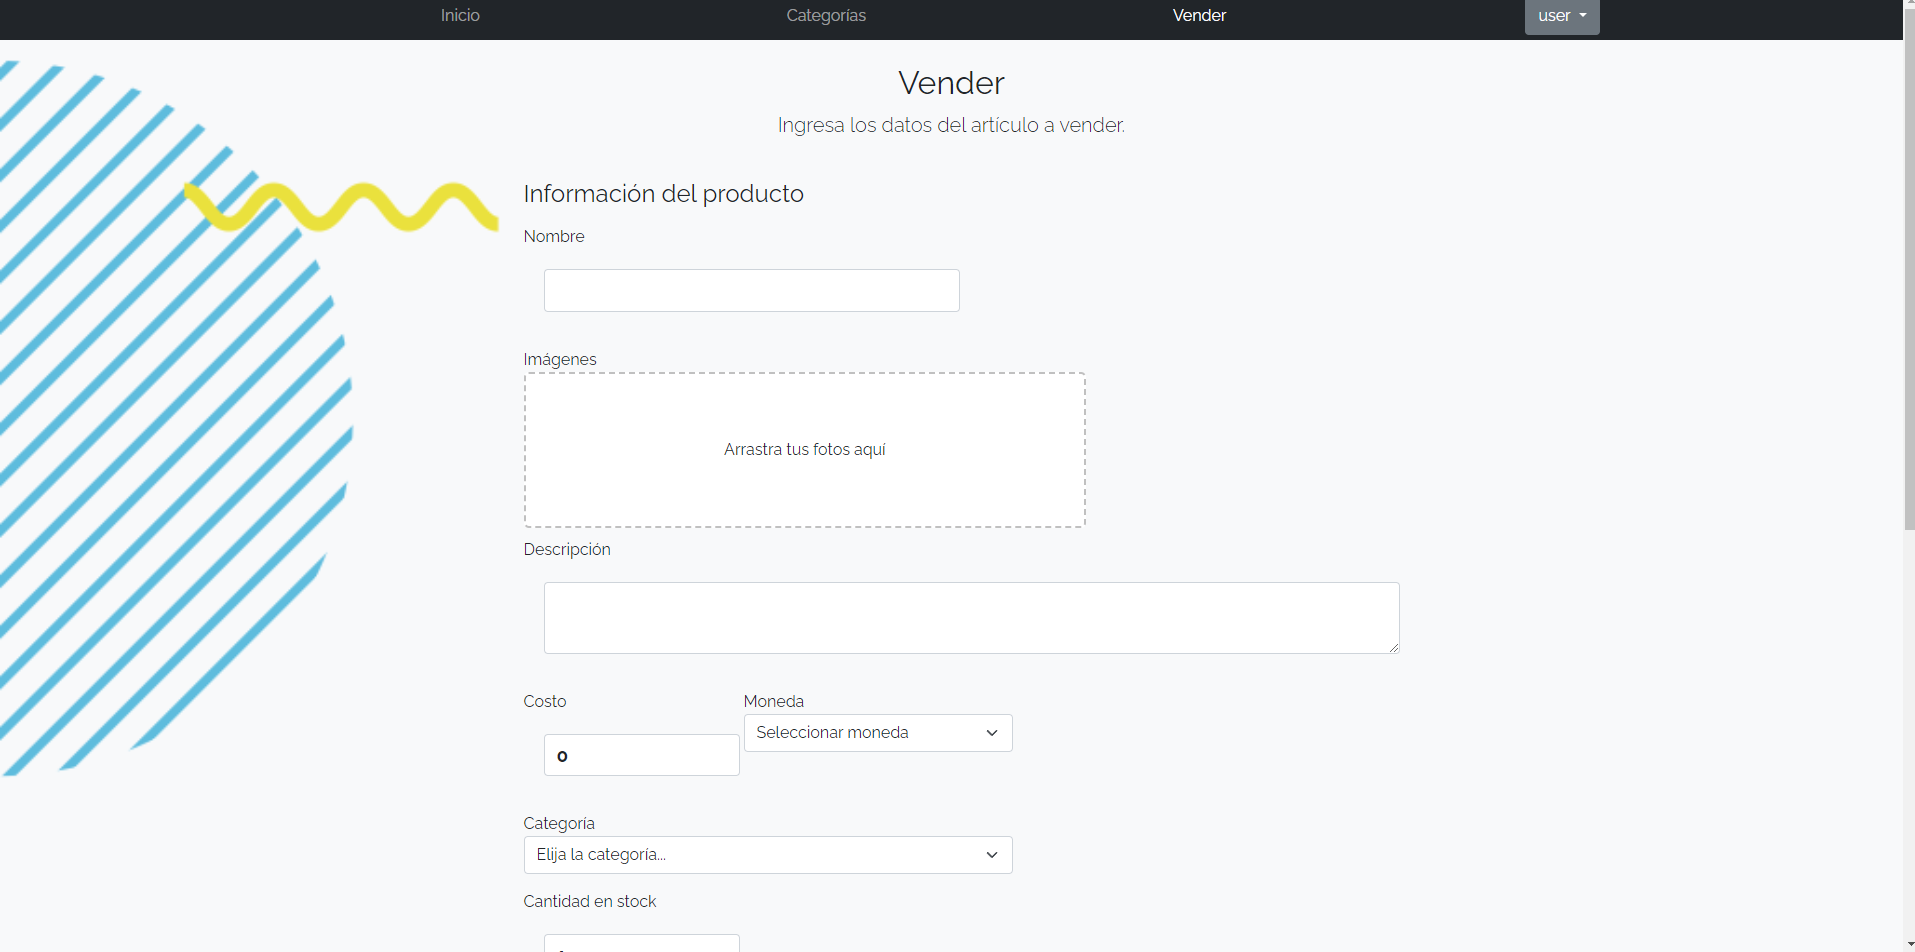 Inicio Categorías Vender user
Vender
Ingresa los datos del artículo a vender.
Información del producto
Nombre
Imágenes
Arrastra tus fotos aquí
Descripción
Costo Moneda
Seleccionar moneda
0
Categoría
Elija la categoría...
Cantidad en stock